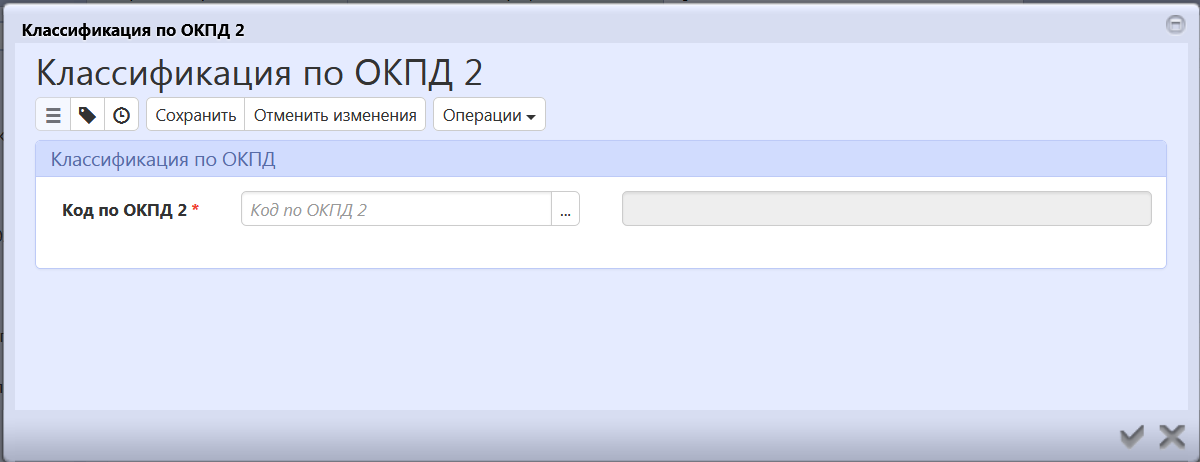 Классификация по ОКПД 2
Классификация по ОКПД 2
Сохранить Отменить изменения Операции
Классификация по ОКПД
Код по ОКПД 2 * Код по ОКПД 2 ...